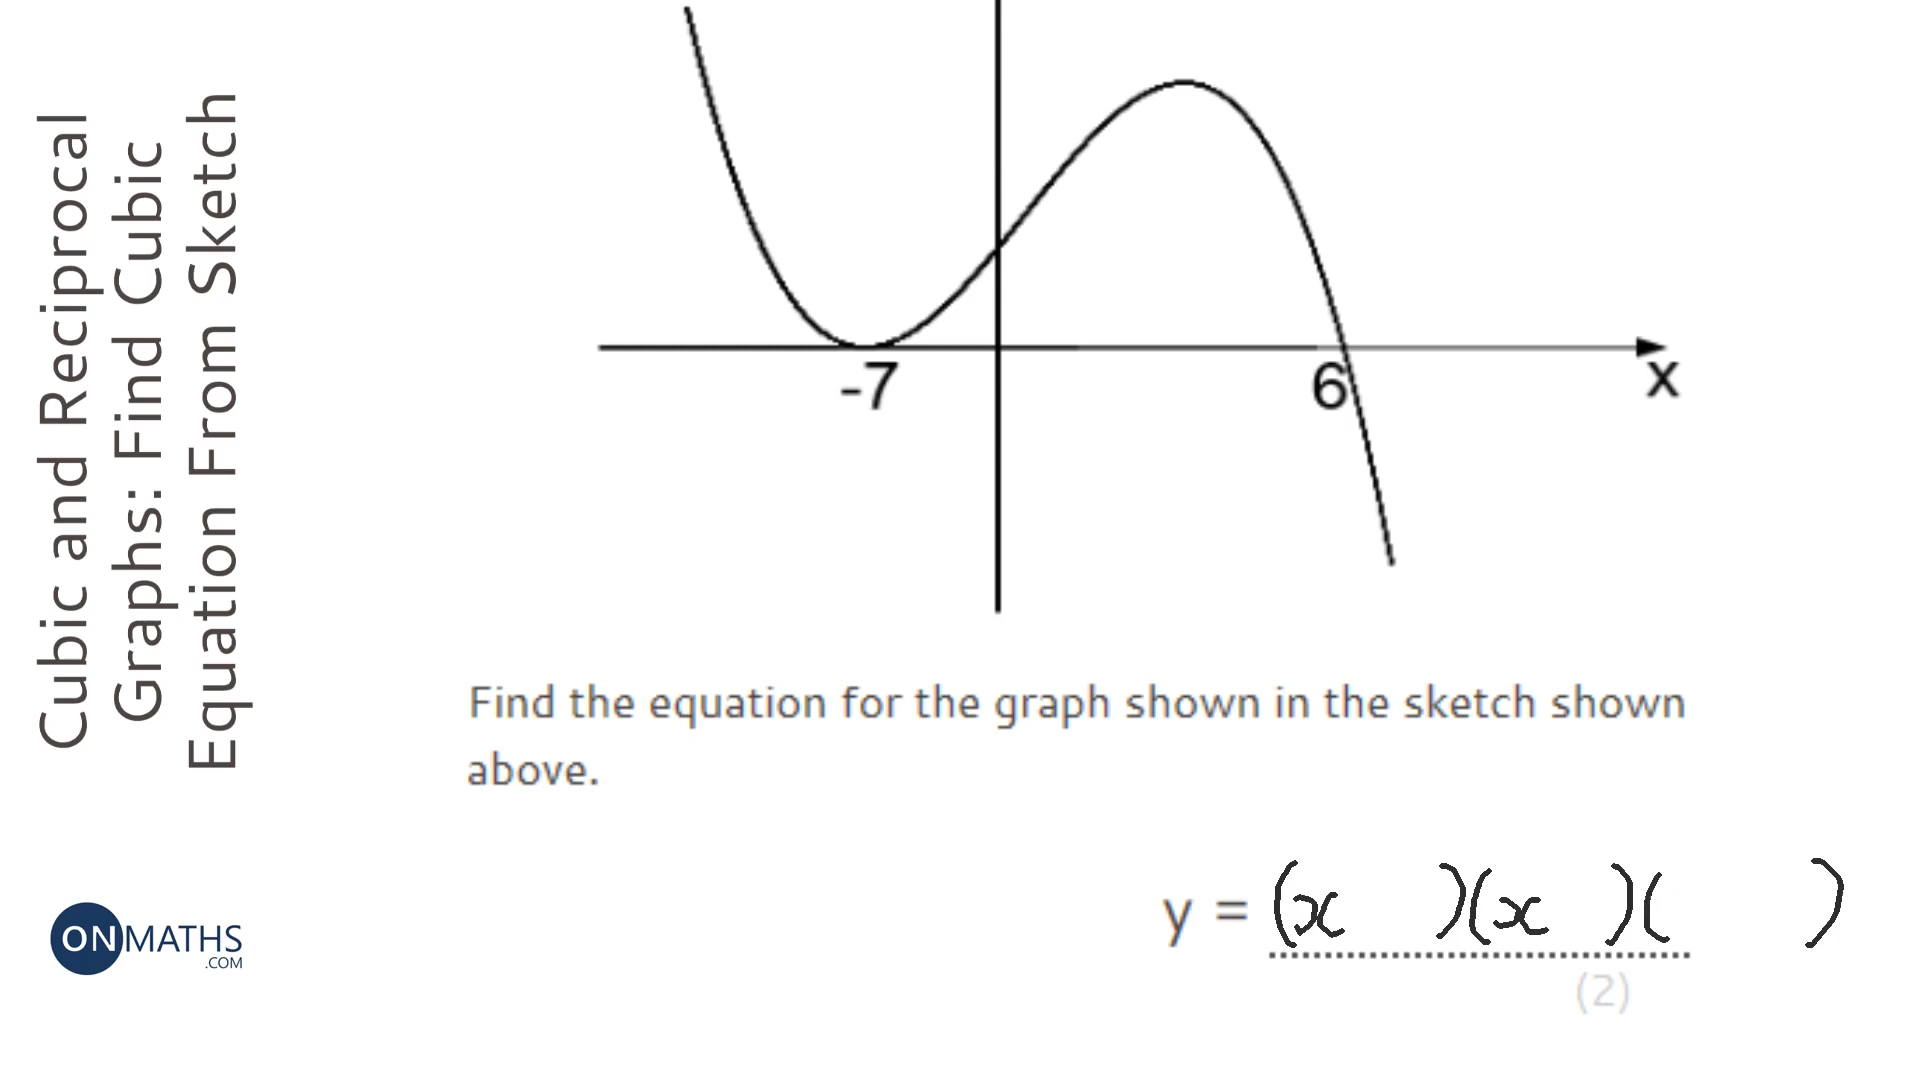 Cubic and Reciprocal
Graphs: Find Cubic
Equation From Sketch
-7
6
x
Find the equation for the graph shown in the sketch shown
above.
y = (x )(x )( )
(2)
ONMATHS
.COM